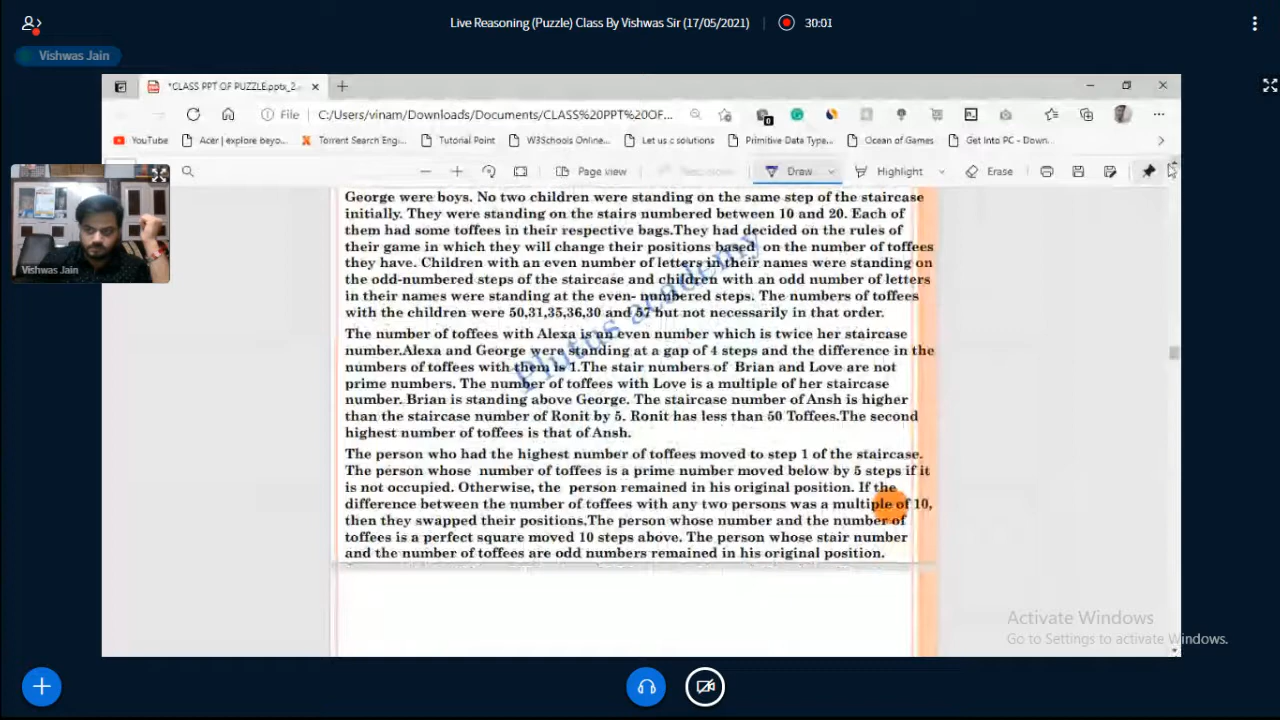 Live Reasoning (Puzzle) Class By Vishwas Sir (17/05/2021)
30:01
Vishwas Jain
*CLASS PPT OF PUZZLE.pptx_2
File
C:/Users/vinam/Downloads/Documents/CLASS%20PPT%20OF...
YouTube
Acer | explore beyo...
Torrent Search Eng...
Tutorial Point
W3Schools Online...
Let us c solutions
Primitive Data Type...
Ocean of Games
Get Into PC - Down...
Page view
Draw
Highlight
Erase
Vishwas Jain
George were boys. No two children were standing on the same step of the staircase
initially. They were standing on the stairs numbered between 10 and 20. Each of
them had some toffees in their respective bags.They had decided on the rules of
their game in which they will change their positions based on the number of toffees
they have. Children with an even number of letters in their names were standing on
the odd-numbered steps of the staircase and children with an odd number of letters
in their names were standing at the even- numbered steps. The numbers of toffees
with the children were 50,31,35,36,30 and 57 but not necessarily in that order.
The number of toffees with Alexa is an even number which is twice her staircase
number.Alexa and George were standing at a gap of 4 steps and the difference in the
numbers of toffees with them is 1.The stair numbers of Brian and Love are not
prime numbers. The number of toffees with Love is a multiple of her staircase
number. Brian is standing above George. The staircase number of Ansh is higher
than the staircase number of Ronit by 5. Ronit has less than 50 Toffees.The second
highest number of toffees is that of Ansh.
The person who had the highest number of toffees moved to step 1 of the staircase.
The person whose number of toffees is a prime number moved below by 5 steps if it
is not occupied. Otherwise, the person remained in his original position. If the
difference between the number of toffees with any two persons was a multiple of 10,
then they swapped their positions.The person whose number and the number of
toffees is a perfect square moved 10 steps above. The person whose stair number
and the number of toffees are odd numbers remained in his original position.
Plutus academy
Activate Windows
Go to Settings to activate Windows.